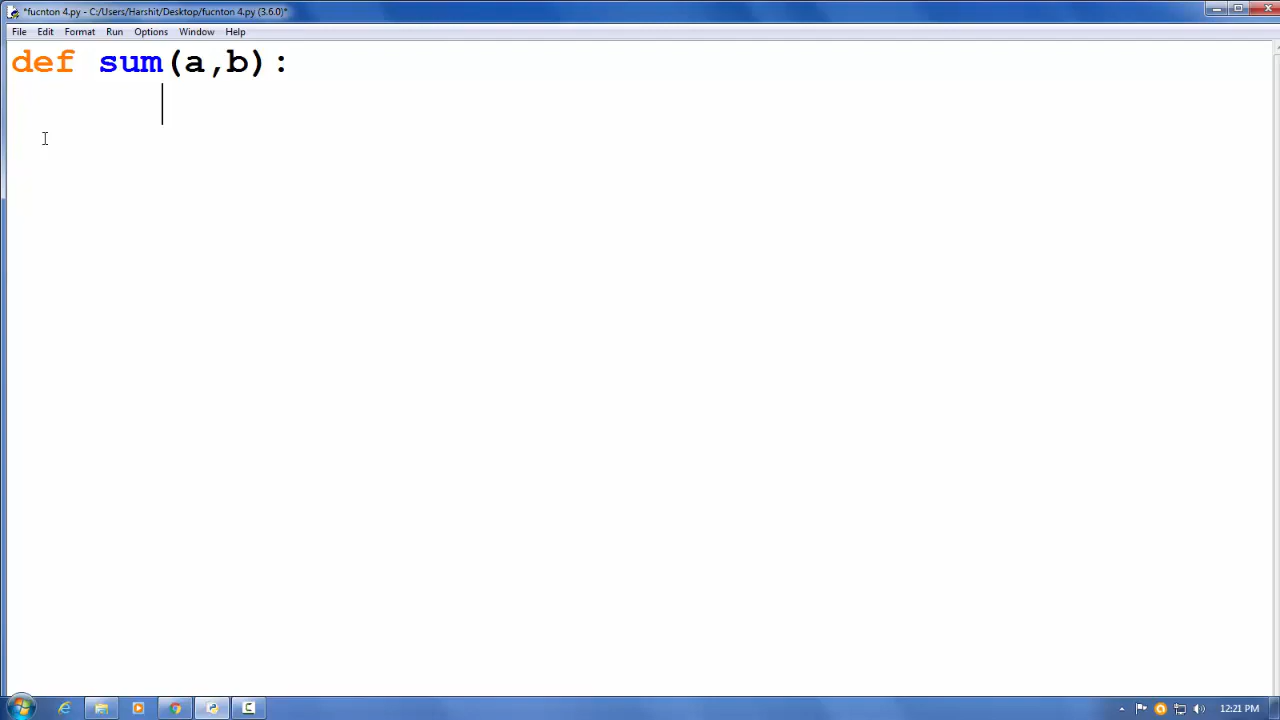 *fucnton 4.py - C:/Users/Harshit/Desktop/fucnton 4.py (3.6.0)*
File Edit Format Run Options Window Help
def sum(a,b):
12:21 PM